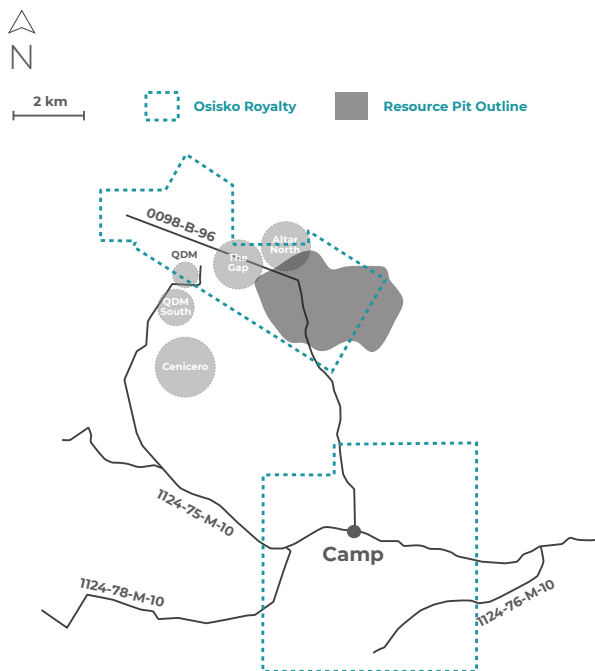 N
2 km
Osisko Royalty
Resource Pit Outline
0098-B-96
Altar
North
QDM
The
Gap
QDM
South
Cenicero
1124-75-M-10
Camp
1124-78-M-10
1124-76-M-10